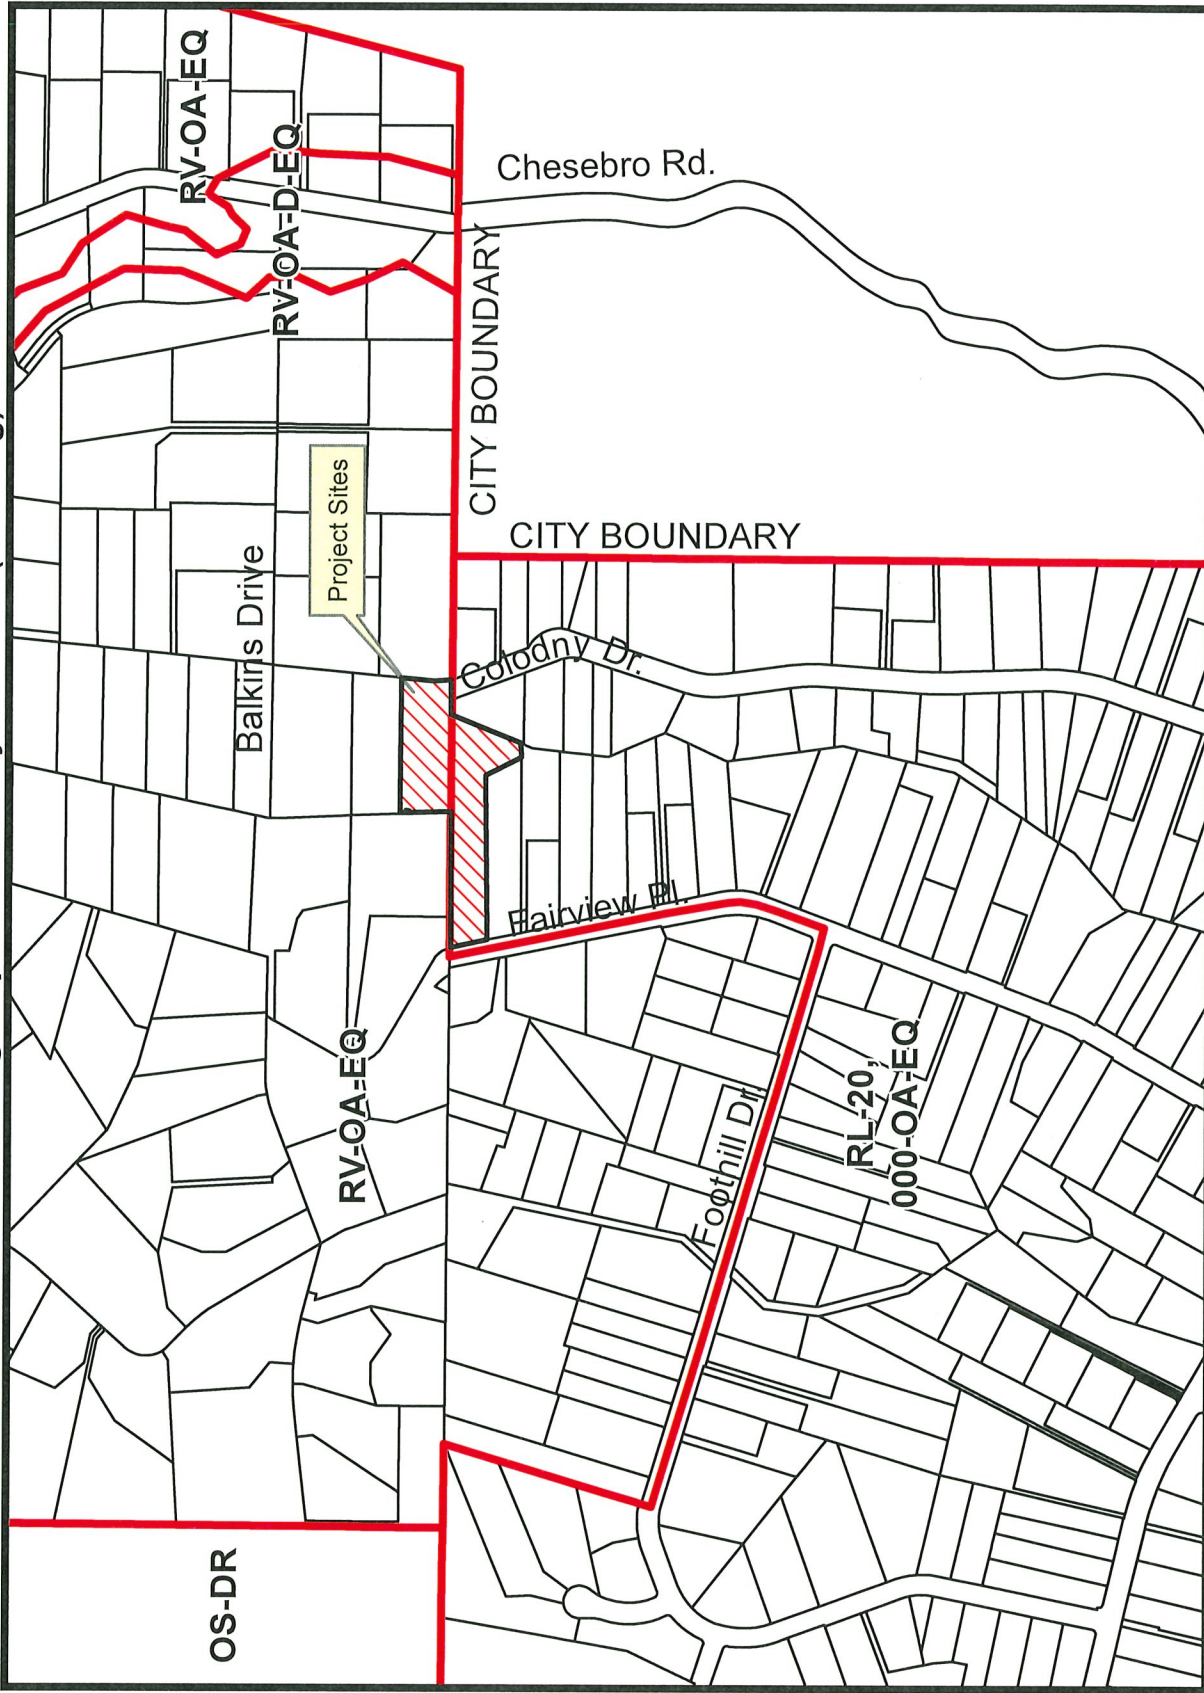 RV-OA-EQ
RV-OA-D-EQ
Chesebro Rd.
CITY BOUNDARY
CITY BOUNDARY
Project Sites
Balkins Drive
Colodny Dr.
Fairview Pl.
RV-OA-EQ
Foothill Dr.
RL-20,
000-OA-EQ
OS-DR